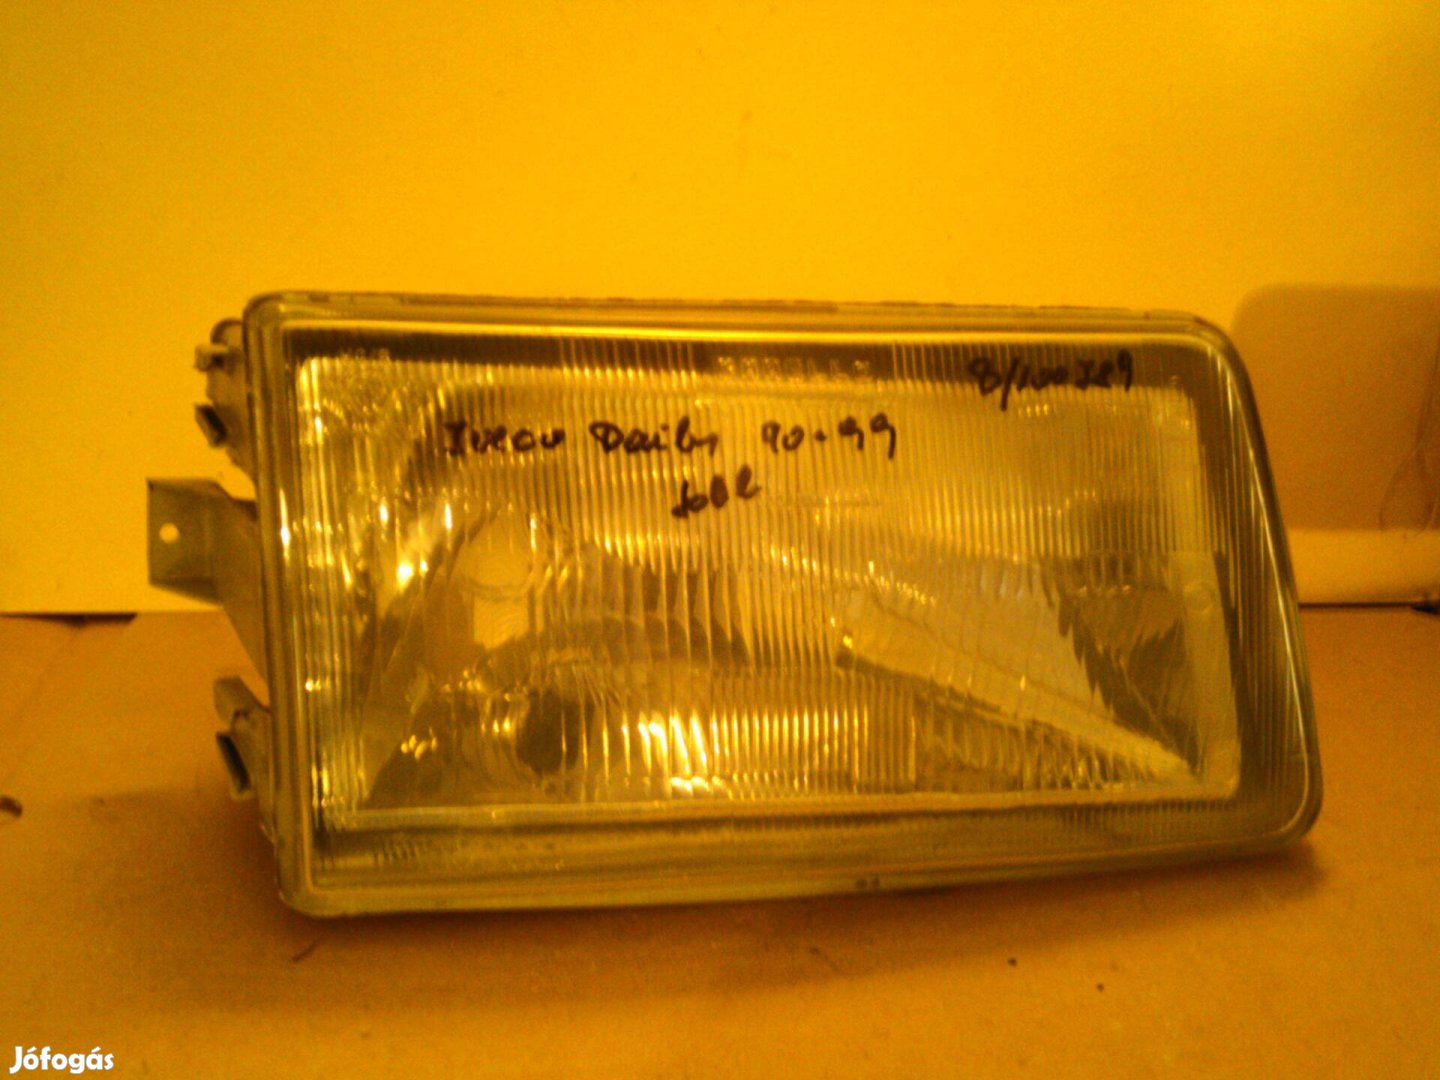 8/100789
Iveco Daily 90-99
jobb
Jófogás